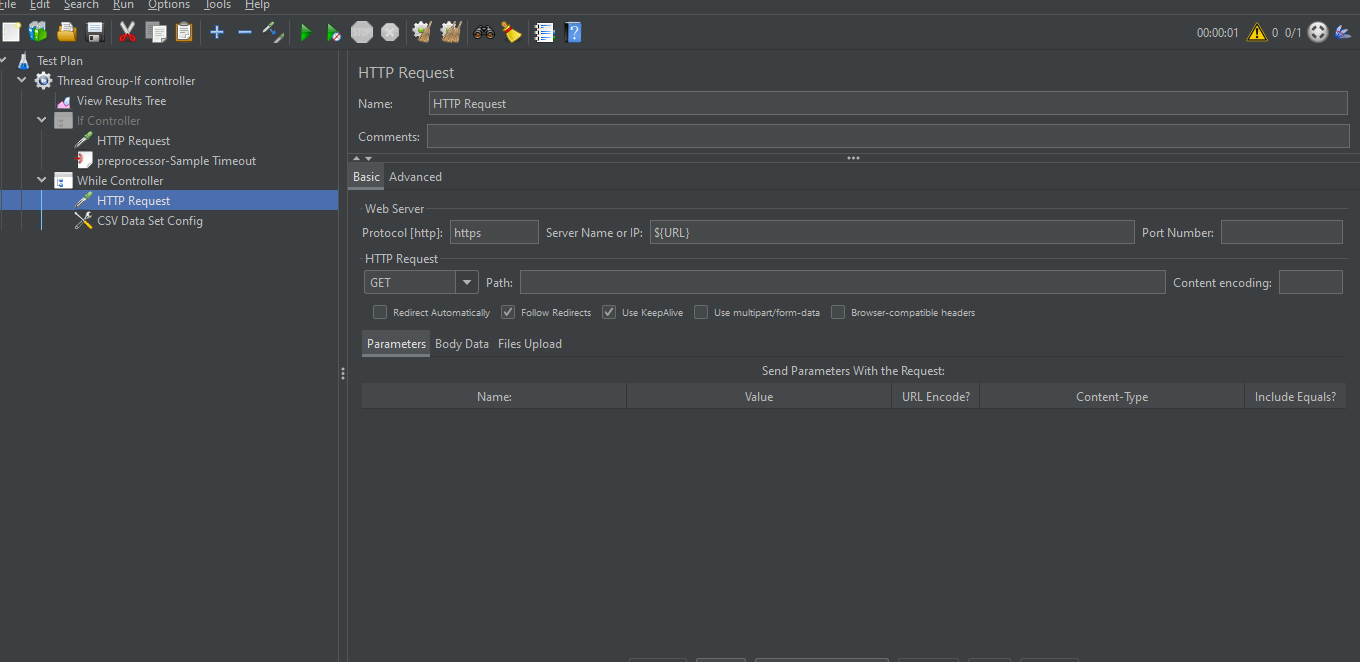 File Edit Search Run Options Tools Help
STOP
00:00:01 0 0/1
Test Plan
Thread Group-If controller
View Results Tree
If Controller
HTTP Request
preprocessor-Sample Timeout
While Controller
HTTP Request
CSV Data Set Config
HTTP Request
Name: HTTP Request
Comments:
Basic Advanced
Web Server
Protocol [http]: https Server Name or IP: ${URL} Port Number:
HTTP Request
GET Path: Content encoding:
Redirect Automatically Follow Redirects Use KeepAlive Use multipart/form-data Browser-compatible headers
Parameters Body Data Files Upload
Send Parameters With the Request:
Name: Value URL Encode? Content-Type Include Equals?